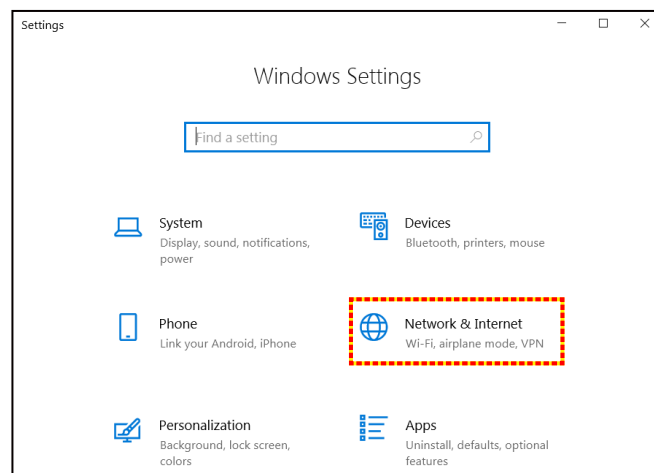 Settings
Windows Settings
Find a setting
System
Display, sound, notifications,
power
Devices
Bluetooth, printers, mouse
Phone
Link your Android, iPhone
Network & Internet
Wi-Fi, airplane mode, VPN
Personalization
Background, lock screen,
colors
Apps
Uninstall, defaults, optional
features